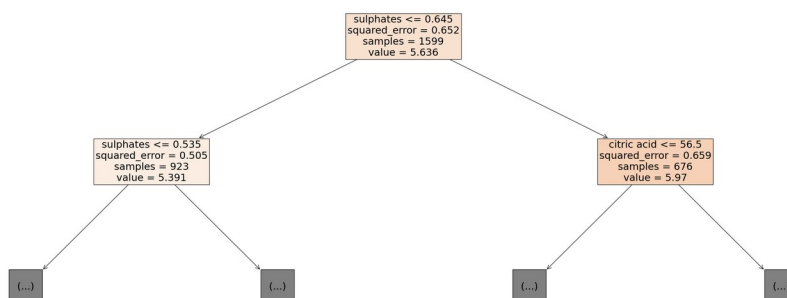 sulphates <= 0.645
squared_error = 0.652
samples = 1599
value = 5.636
sulphates <= 0.535
squared_error = 0.505
samples = 923
value = 5.391
citric acid <= 56.5
squared_error = 0.659
samples = 676
value = 5.97
(...)
(...)
(...)
(...)